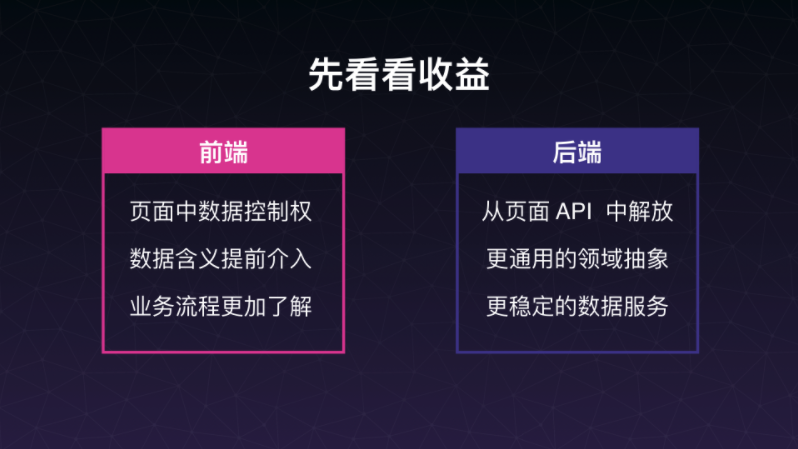 先看看收益
前端
页面中数据控制权
数据含义提前介入
业务流程更加了解
后端
从页面 API 中解放
更通用的领域抽象
更稳定的数据服务